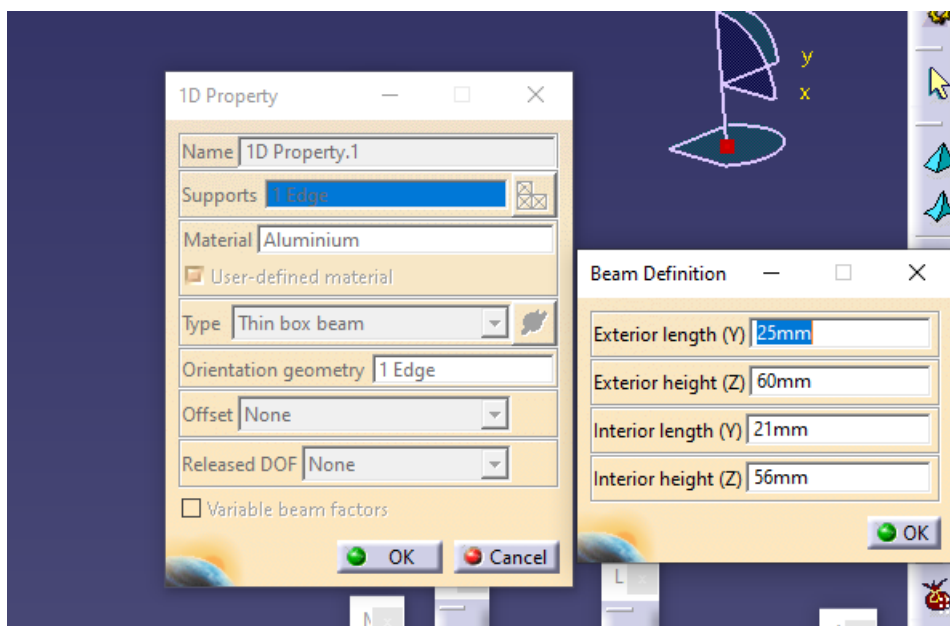 y
x
1D Property
Name 1D Property.1
Supports 1 Edge
Material Aluminium
User-defined material
Type Thin box beam
Orientation geometry 1 Edge
Offset None
Released DOF None
Variable beam factors
OK Cancel
Beam Definition
Exterior length (Y) 25mm
Exterior height (Z) 60mm
Interior length (Y) 21mm
Interior height (Z) 56mm
OK
L